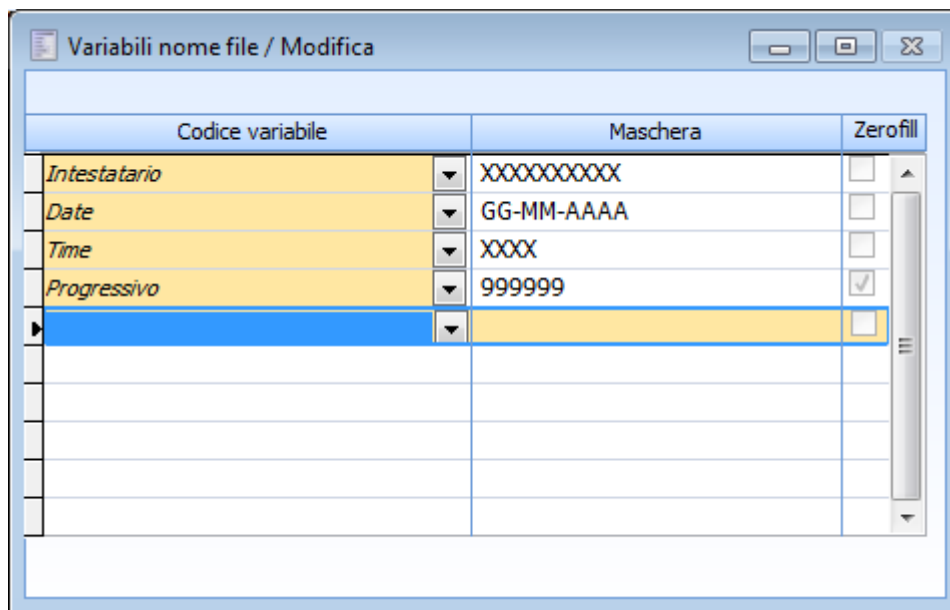 Variabili nome file / Modifica
Codice variabile Maschera Zerofill
Intestatario XXXXXXXXXX
Date GG-MM-AAAA
Time XXXX
Progressivo 999999